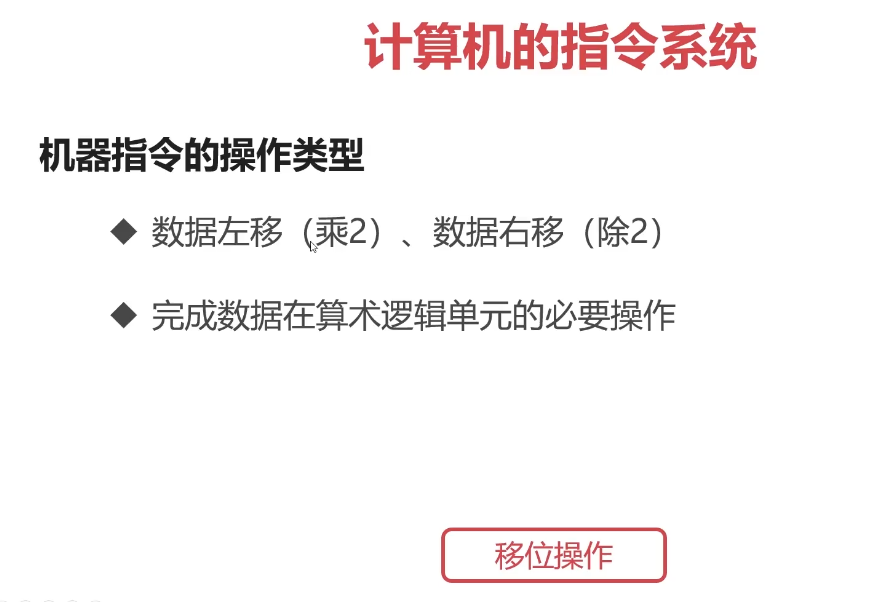 计算机的指令系统
机器指令的操作类型
◆ 数据左移（乘2）、数据右移（除2）
◆ 完成数据在算术逻辑单元的必要操作
移位操作